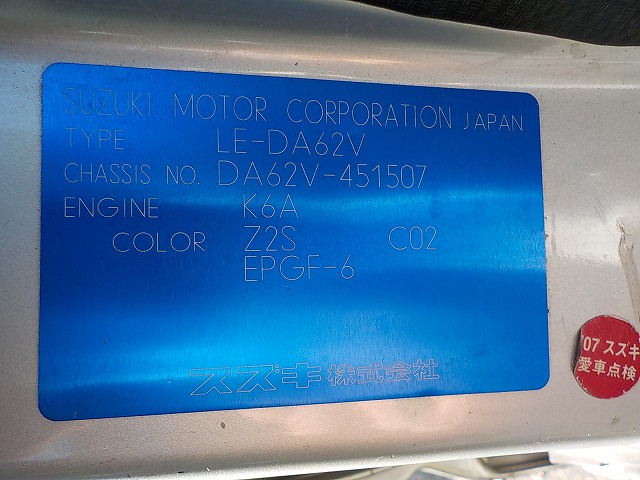 SUZUKI MOTOR CORPORATION JAPAN
TYPE LE-DA62V
CHASSIS NO. DA62V-451507
ENGINE K6A
COLOR Z2S C02
EPGF-6
スズキ株式会社
'07 スズキ
愛車点検